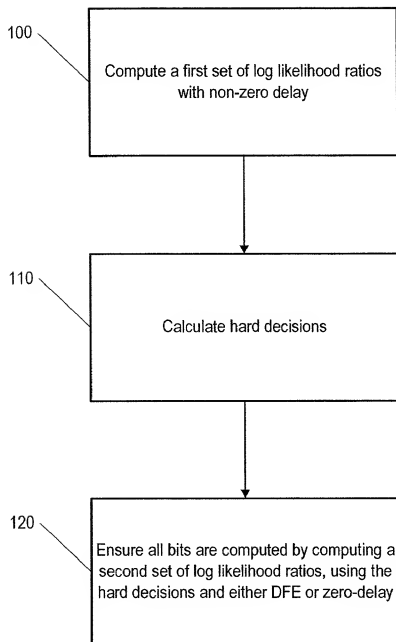 100
Compute a first set of log likelihood ratios
with non-zero delay
110
Calculate hard decisions
120
Ensure all bits are computed by computing a
second set of log likelihood ratios, using the
hard decisions and either DFE or zero-delay